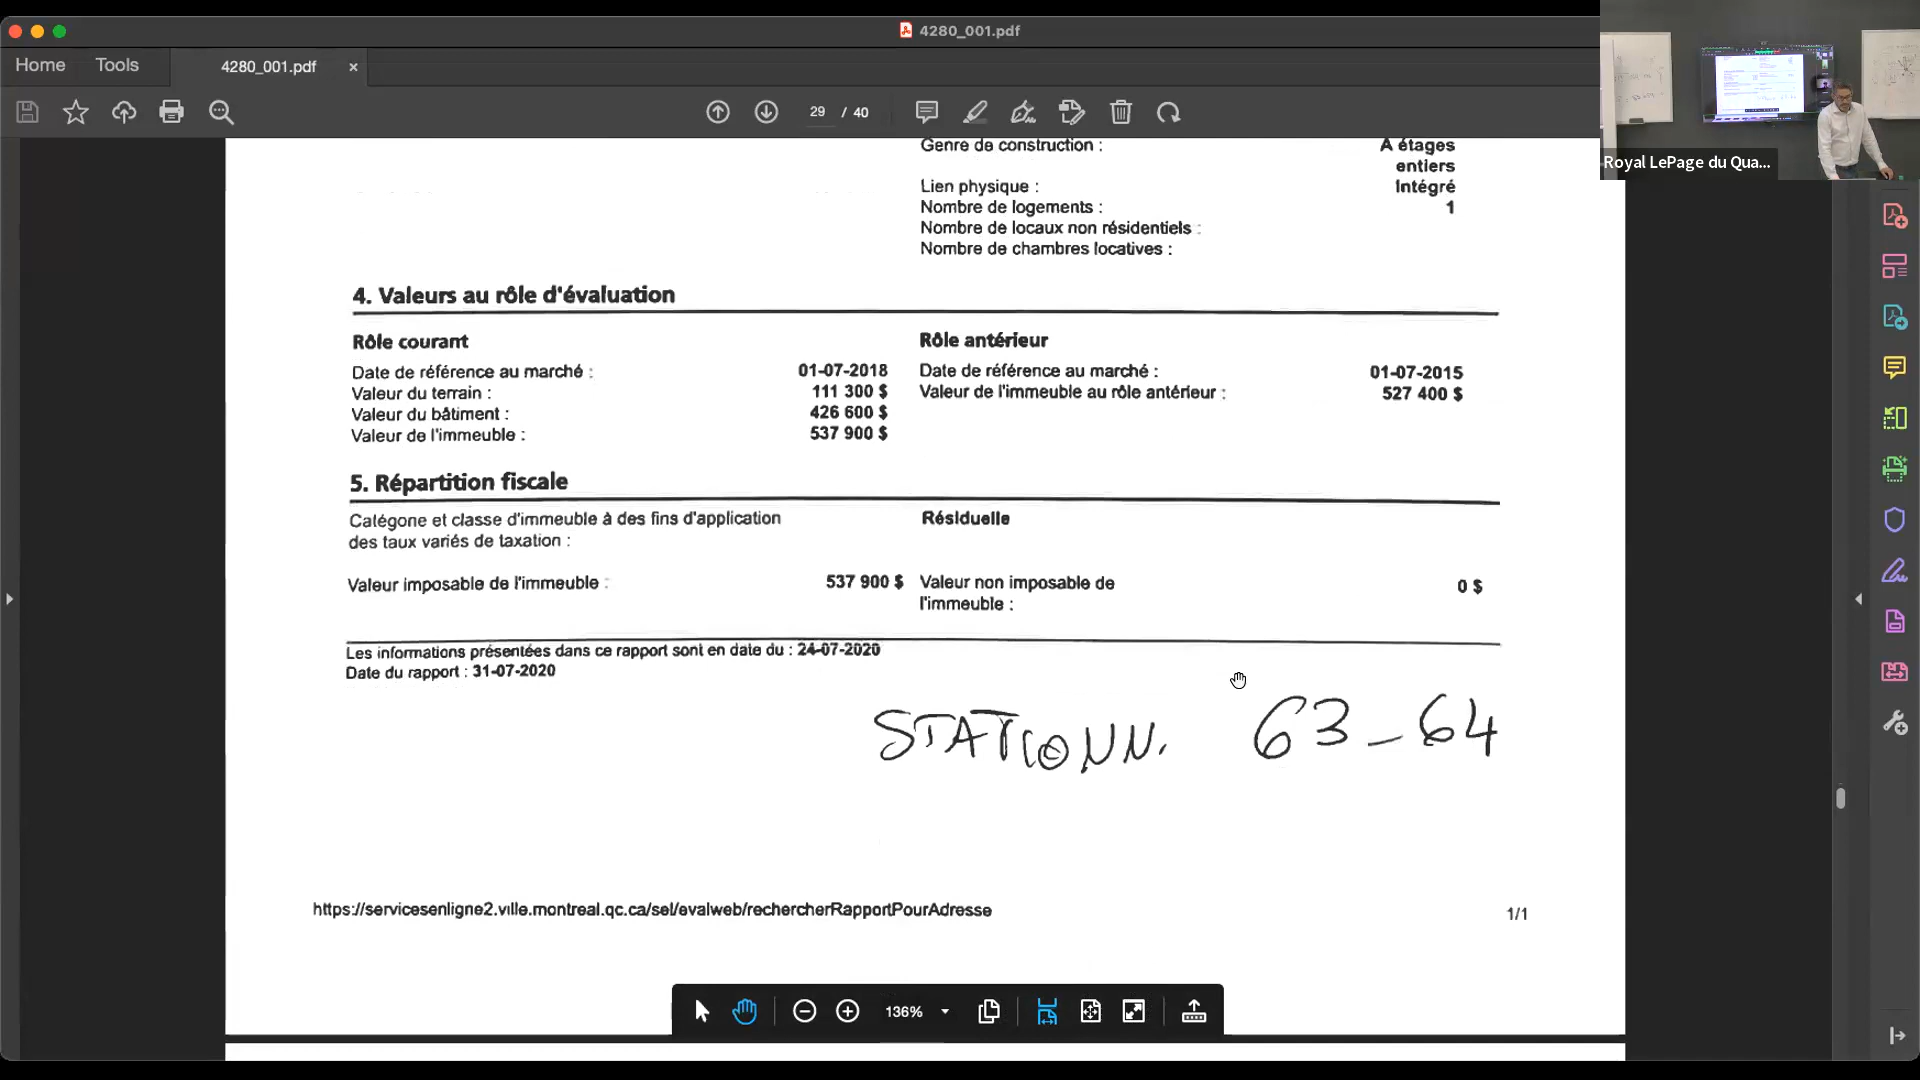 4280_001.pdf
Home
Tools
4280_001.pdf
29 / 40
Royal LePage du Qua...
Genre de construction : A étages
entiers
Lien physique : Intégré
Nombre de logements : 1
Nombre de locaux non résidentiels :
Nombre de chambres locatives :
4. Valeurs au rôle d'évaluation
Rôle courant
Date de référence au marché : 01-07-2018
Valeur du terrain : 111 300 $
Valeur du bâtiment : 426 600 $
Valeur de l'immeuble : 537 900 $
Rôle antérieur
Date de référence au marché : 01-07-2015
Valeur de l'immeuble au rôle antérieur : 527 400 $
5. Répartition fiscale
Catégorie et classe d'immeuble à des fins d'application
des taux variés de taxation :
Résiduelle
Valeur imposable de l'immeuble : 537 900 $
Valeur non imposable de
l'immeuble : 0 $
Les informations présentées dans ce rapport sont en date du : 24-07-2020
Date du rapport : 31-07-2020
STATIONN. 63-64
https://servicesenligne2.ville.montreal.qc.ca/sel/evalweb/rechercherRapportPourAdresse
1/1
136%